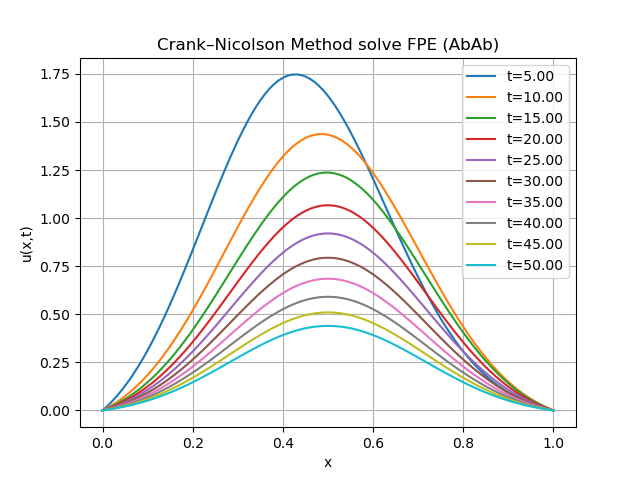 Crank–Nicolson Method solve FPE (AbAb)
u(x,t)
1.75
1.50
1.25
1.00
0.75
0.50
0.25
0.00
t=5.00
t=10.00
t=15.00
t=20.00
t=25.00
t=30.00
t=35.00
t=40.00
t=45.00
t=50.00
0.0 0.2 0.4 0.6 0.8 1.0
x